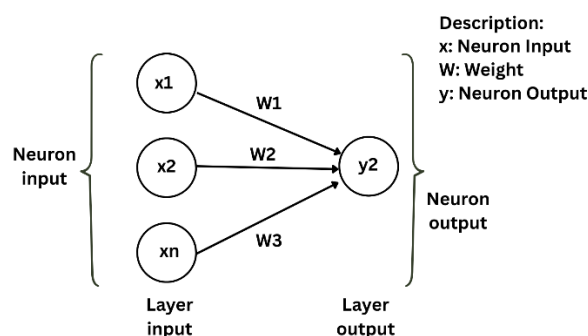 Description:
x: Neuron Input
W: Weight
y: Neuron Output
Neuron
input
x1
x2
xn
W1
W2
W3
y2
Neuron
output
Layer
input
Layer
output